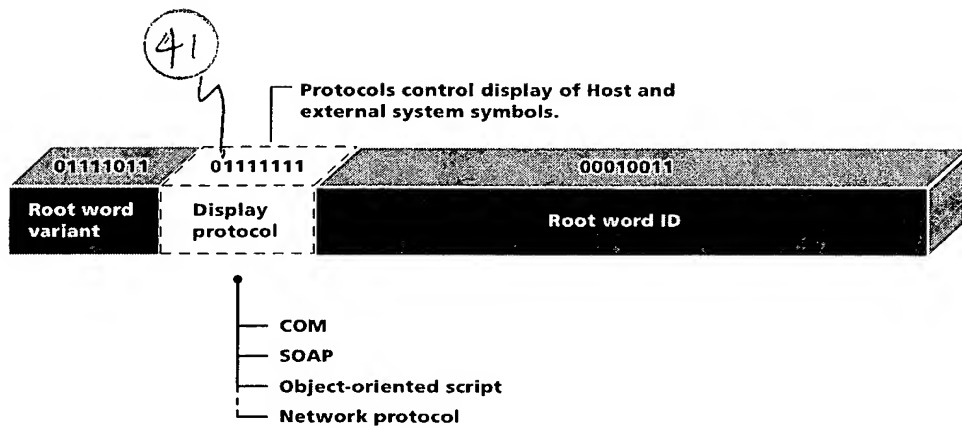 41
Protocols control display of Host and
external system symbols.
01111011
01111111
00010011
Root word
variant
Display
protocol
Root word ID
COM
SOAP
Object-oriented script
Network protocol